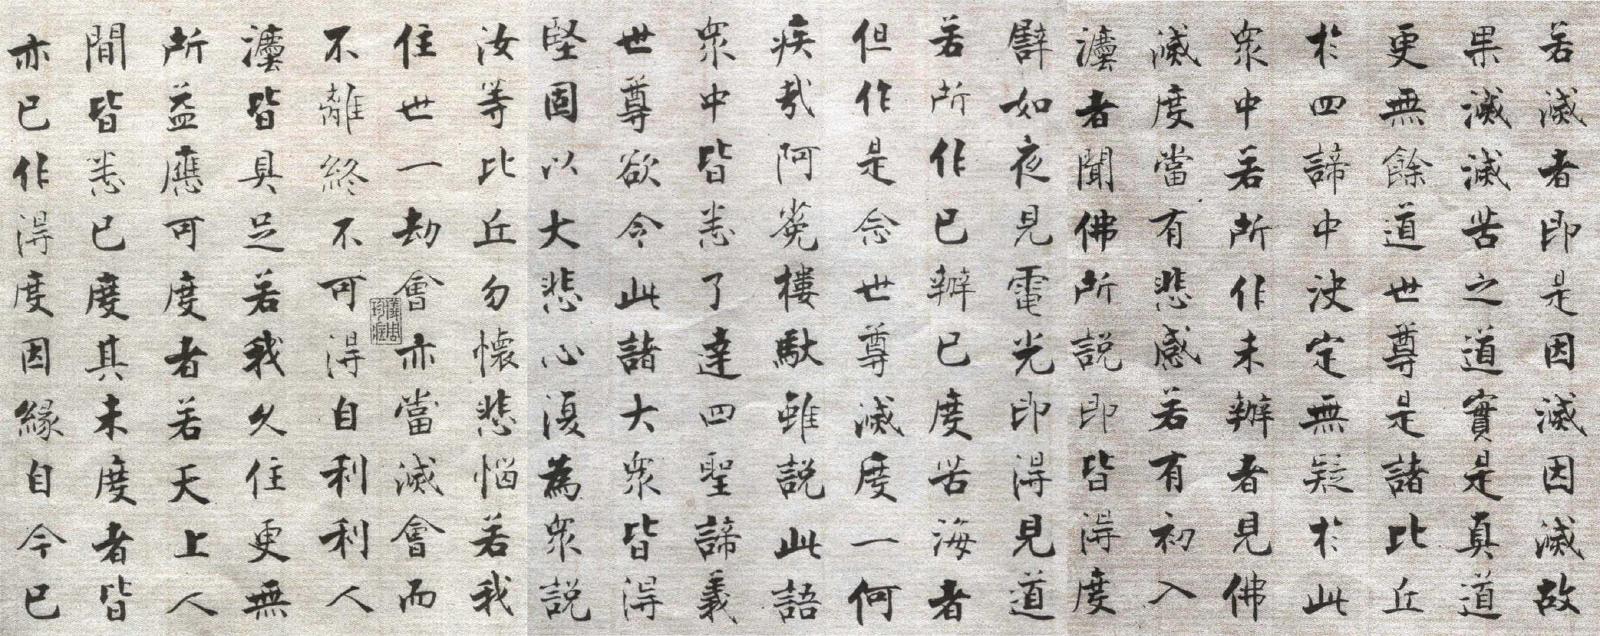 若滅者即是因滅因滅故
果滅滅苦之道實是真道
更無餘道世尊是諸比丘
於四諦中決定無疑於此
眾中若所作未辦者見佛
滅度當有悲感若有初入
灋者聞佛所說即皆得度
譬如夜見電光即得見道
若所作已辦已度苦海者
但作是念世尊滅度一何
疾哉阿㝹樓馱雖說此語
眾中皆悉了達四聖諦義
世尊欲令此諸大眾皆得
堅固以大悲心復為眾說
汝等比丘勿懷悲惱若我
住世一劫會亦當滅會而
不離終不可得自利利人
灋皆具足若我久住更無
所益應可度者若天上人
間皆悉已度其未度者皆
亦已作得度因緣自今已